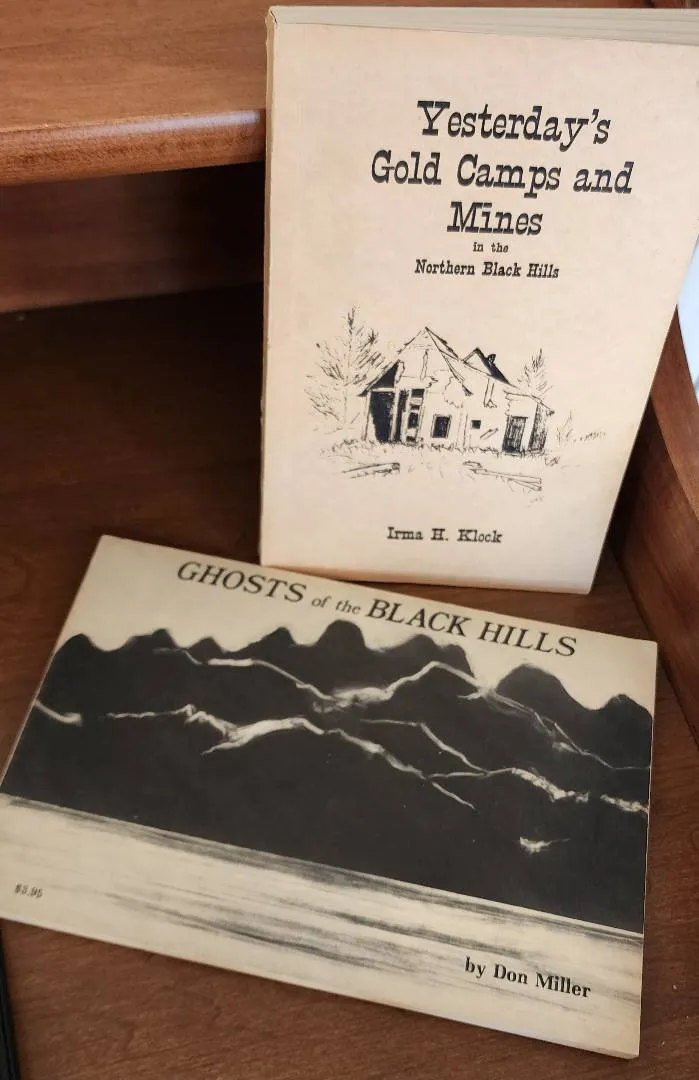 Yesterday's
Gold Camps and
Mines
in the
Northern Black Hills
Irma H. Klock
GHOSTS of the BLACK HILLS
$3.95
by Don Miller